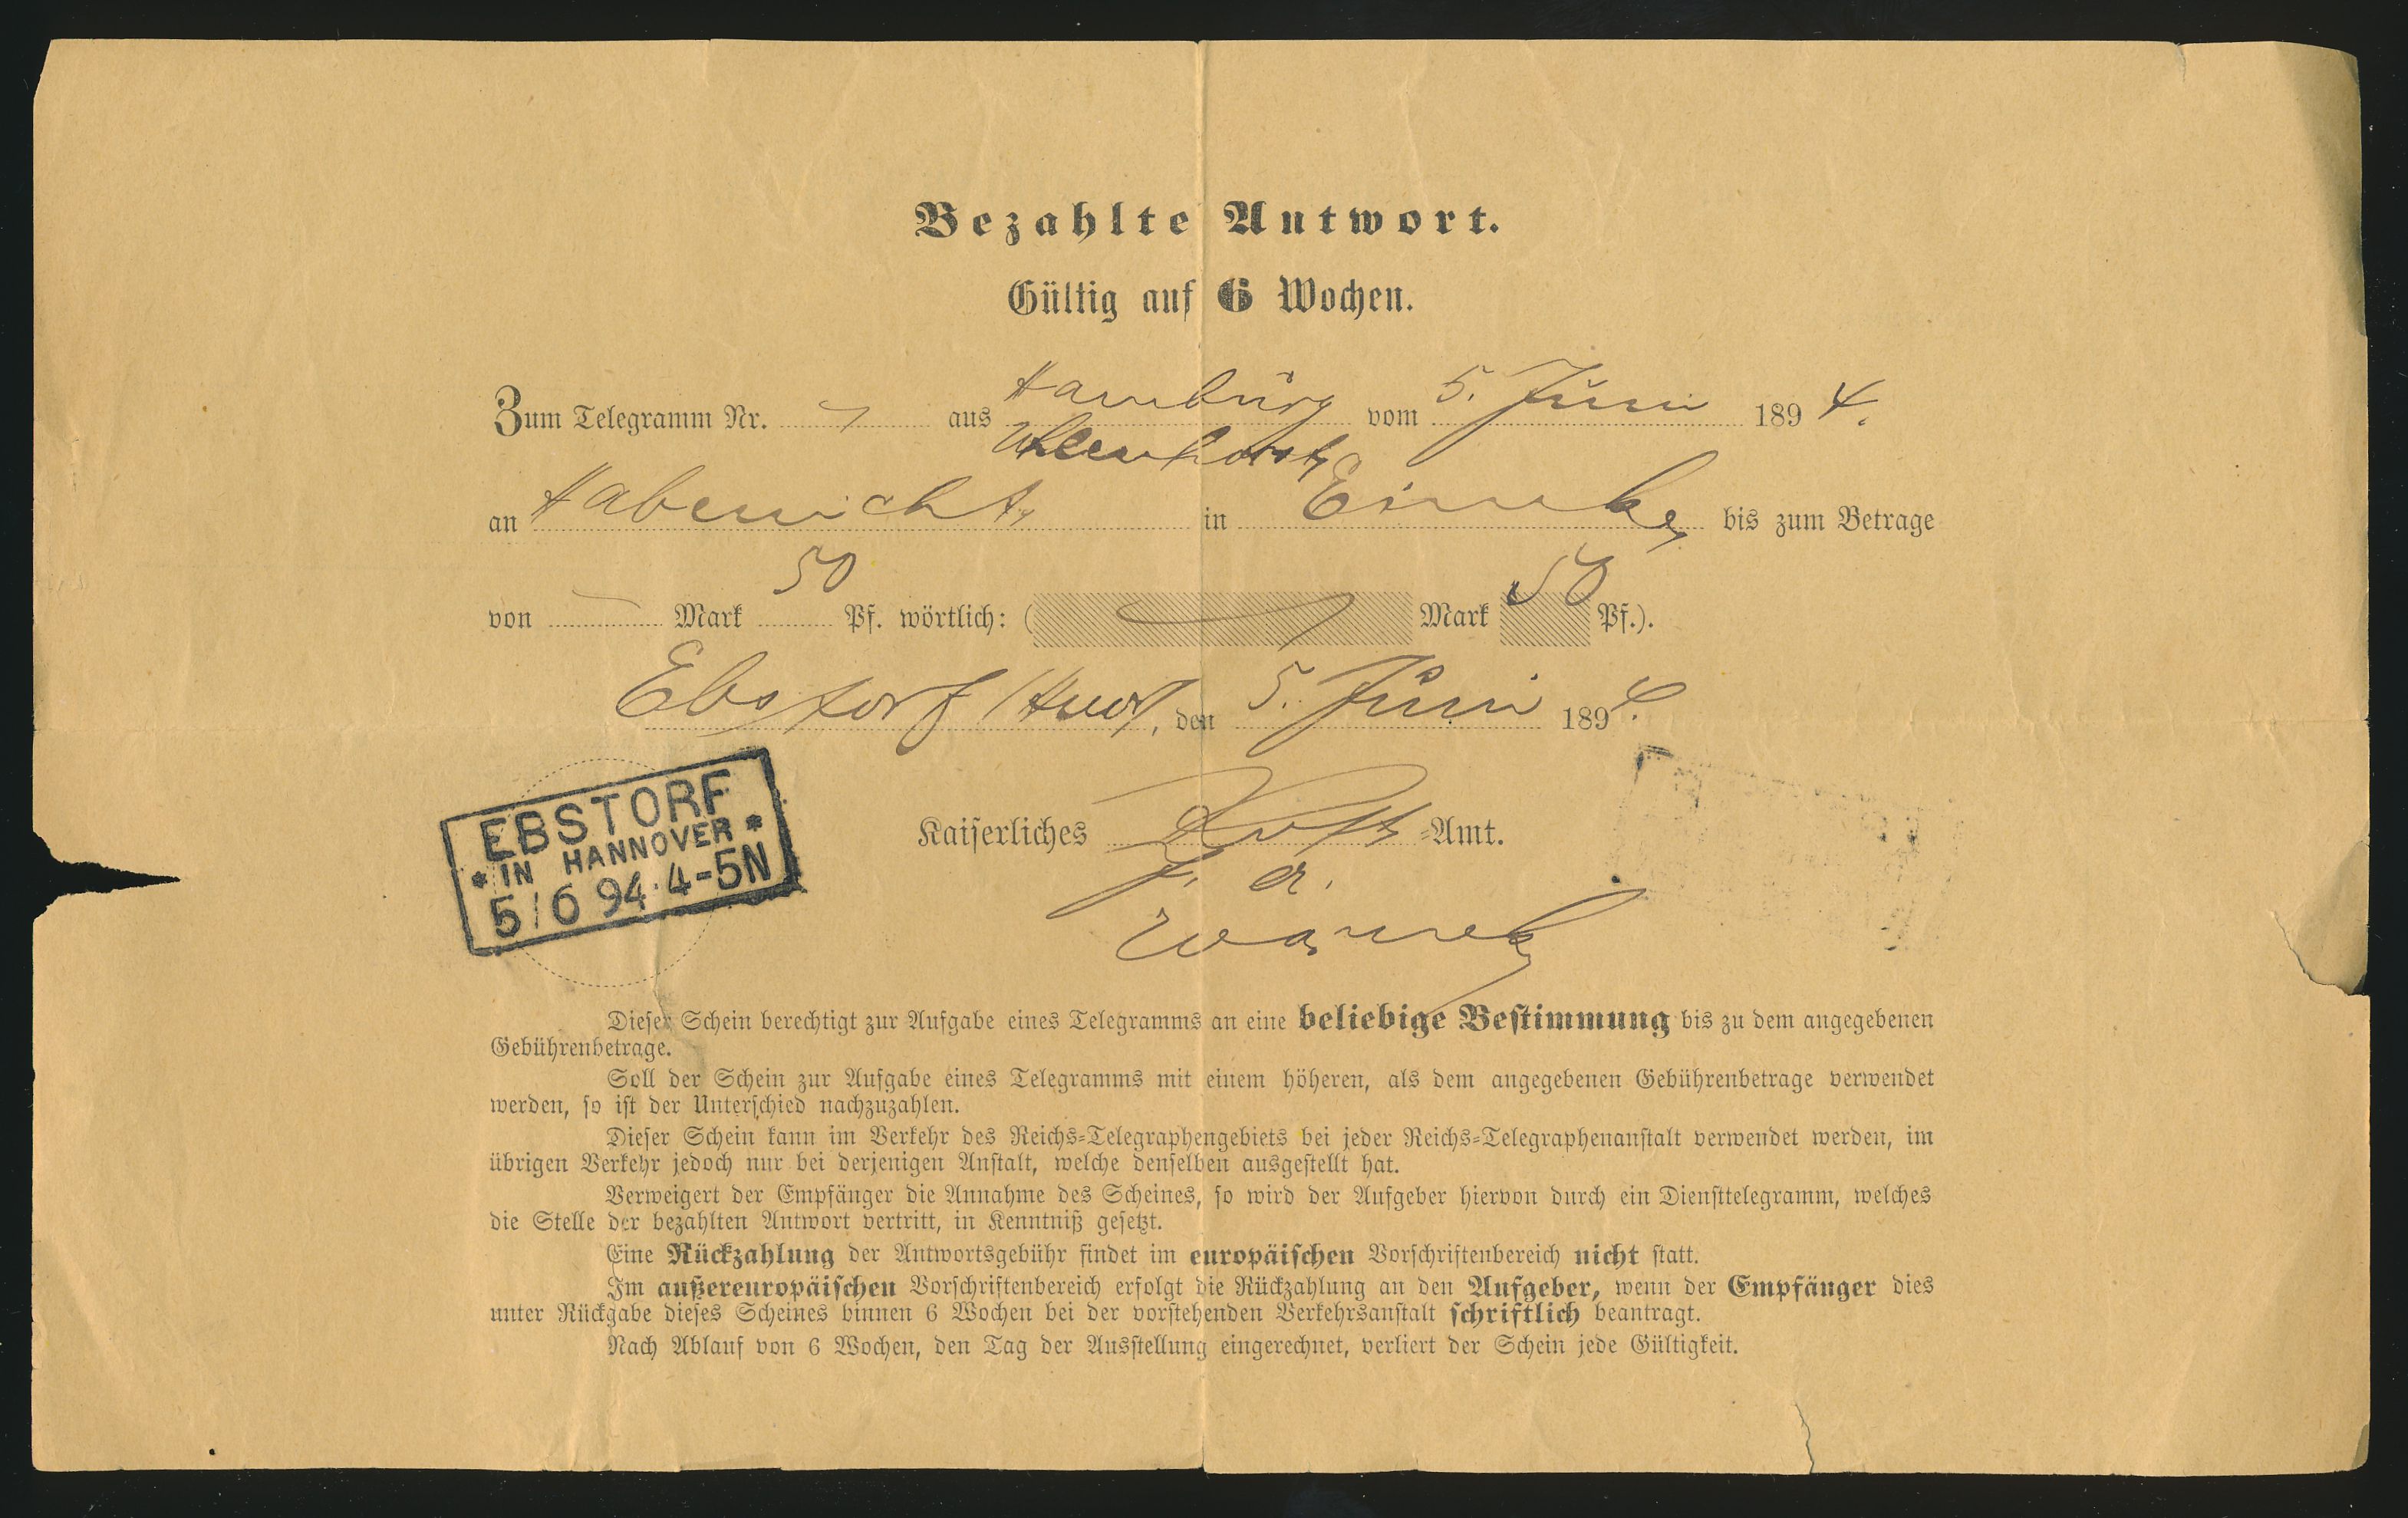 Bezahlte Antwort.
Gültig auf 6 Wochen.
Zum Telegramm Nr. aus Hamburg vom 5. Juni 1894.
Uhlenhorst
an Habenicht in Eimke bis zum Betrage
von — Mark 50 Pf. wörtlich: ( — Mark 50 Pf.).
Ebstorf Hnvr, den 5. Juni 1894.
EBSTORF
* IN HANNOVER *
5/6 94. 4-5N
Kaiserliches Post-Amt.
J. A.
Dieser Schein berechtigt zur Aufgabe eines Telegramms an eine beliebige Bestimmung bis zu dem angegebenen
Gebührenbetrage.
Soll der Schein zur Aufgabe eines Telegramms mit einem höheren, als dem angegebenen Gebührenbetrage verwendet
werden, so ist der Unterschied nachzuzahlen.
Dieser Schein kann im Verkehr des Reichs-Telegraphengebiets bei jeder Reichs-Telegraphenanstalt verwendet werden, im
übrigen Verkehr jedoch nur bei derjenigen Anstalt, welche denselben ausgestellt hat.
Verweigert der Empfänger die Annahme des Scheines, so wird der Aufgeber hiervon durch ein Diensttelegramm, welches
die Stelle der bezahlten Antwort vertritt, in Kenntniß gesetzt.
Eine Rückzahlung der Antwortsgebühr findet im europäischen Vorschriftenbereich nicht statt.
Im außereuropäischen Vorschriftenbereich erfolgt die Rückzahlung an den Aufgeber, wenn der Empfänger dies
unter Rückgabe dieses Scheines binnen 6 Wochen bei der vorstehenden Verkehrsanstalt schriftlich beantragt.
Nach Ablauf von 6 Wochen, den Tag der Ausstellung eingerechnet, verliert der Schein jede Gültigkeit.